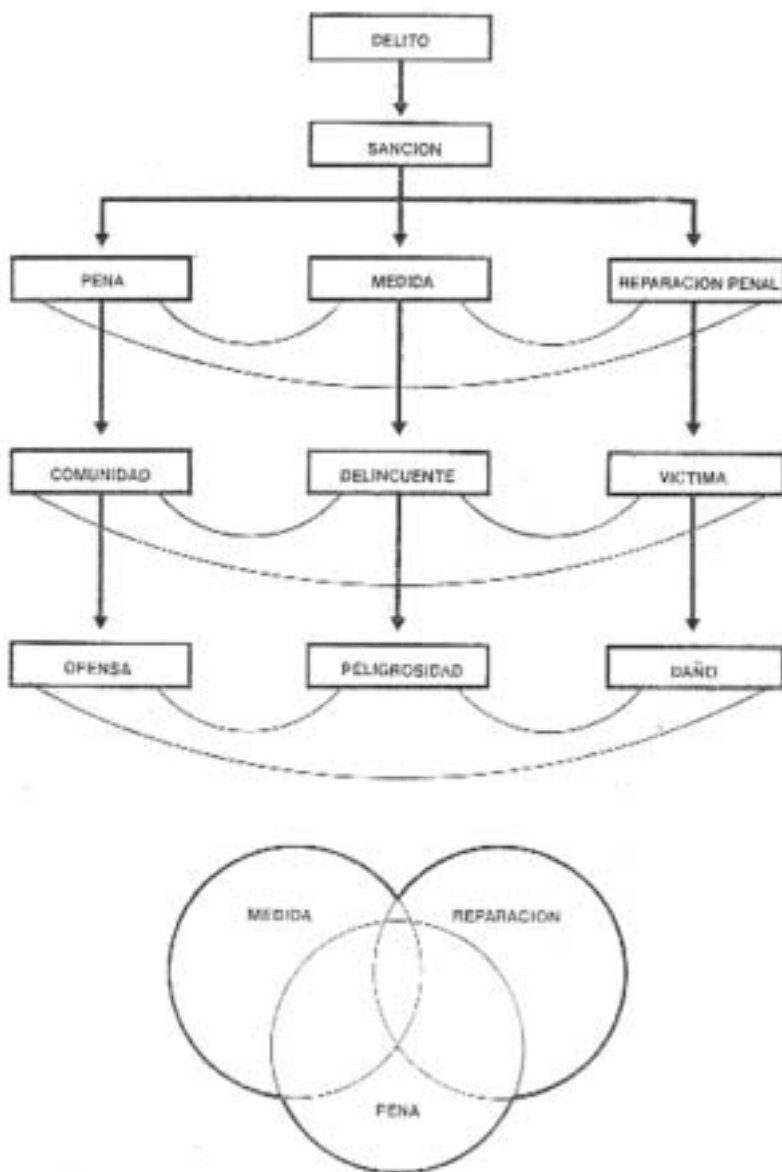 DELITO
SANCION
PENA MEDIDA REPARACION PENAL
COMUNIDAD DELINCUENTE VICTIMA
OFENSA PELIGROSIDAD DAÑO
MEDIDA REPARACION
PENA